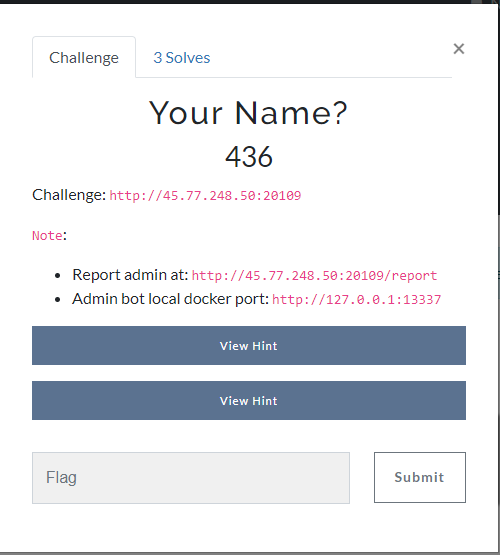 Challenge
3 Solves
×
Your Name?
436
Challenge: http://45.77.248.50:20109
Note:
Report admin at: http://45.77.248.50:20109/report
Admin bot local docker port: http://127.0.0.1:13337
View Hint
View Hint
Flag
Submit